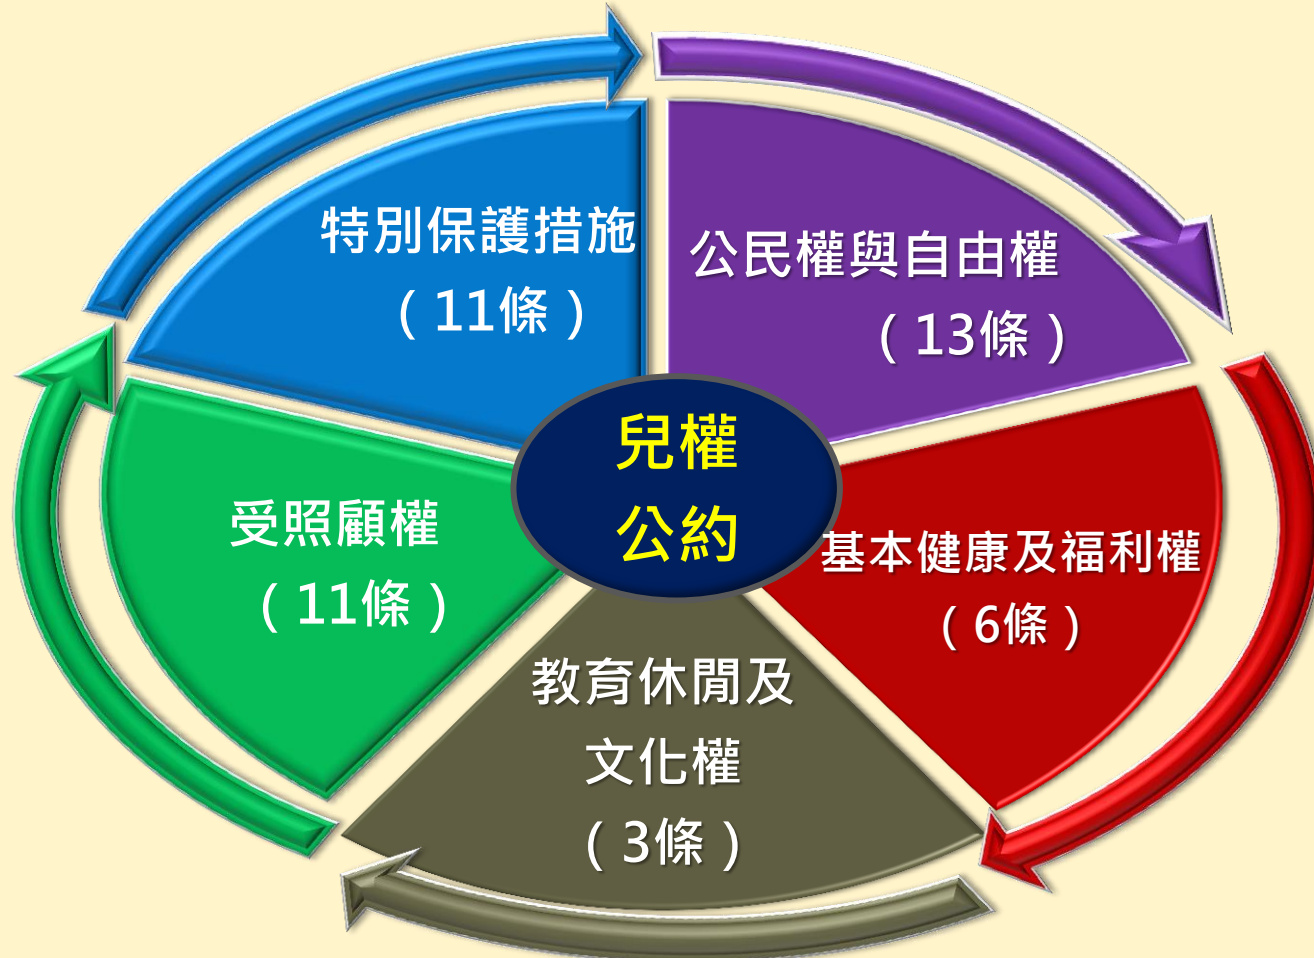 特別保護措施
（11條）
公民權與自由權
（13條）
兒權
公約
受照顧權
（11條）
基本健康及福利權
（6條）
教育休閒及
文化權
（3條）